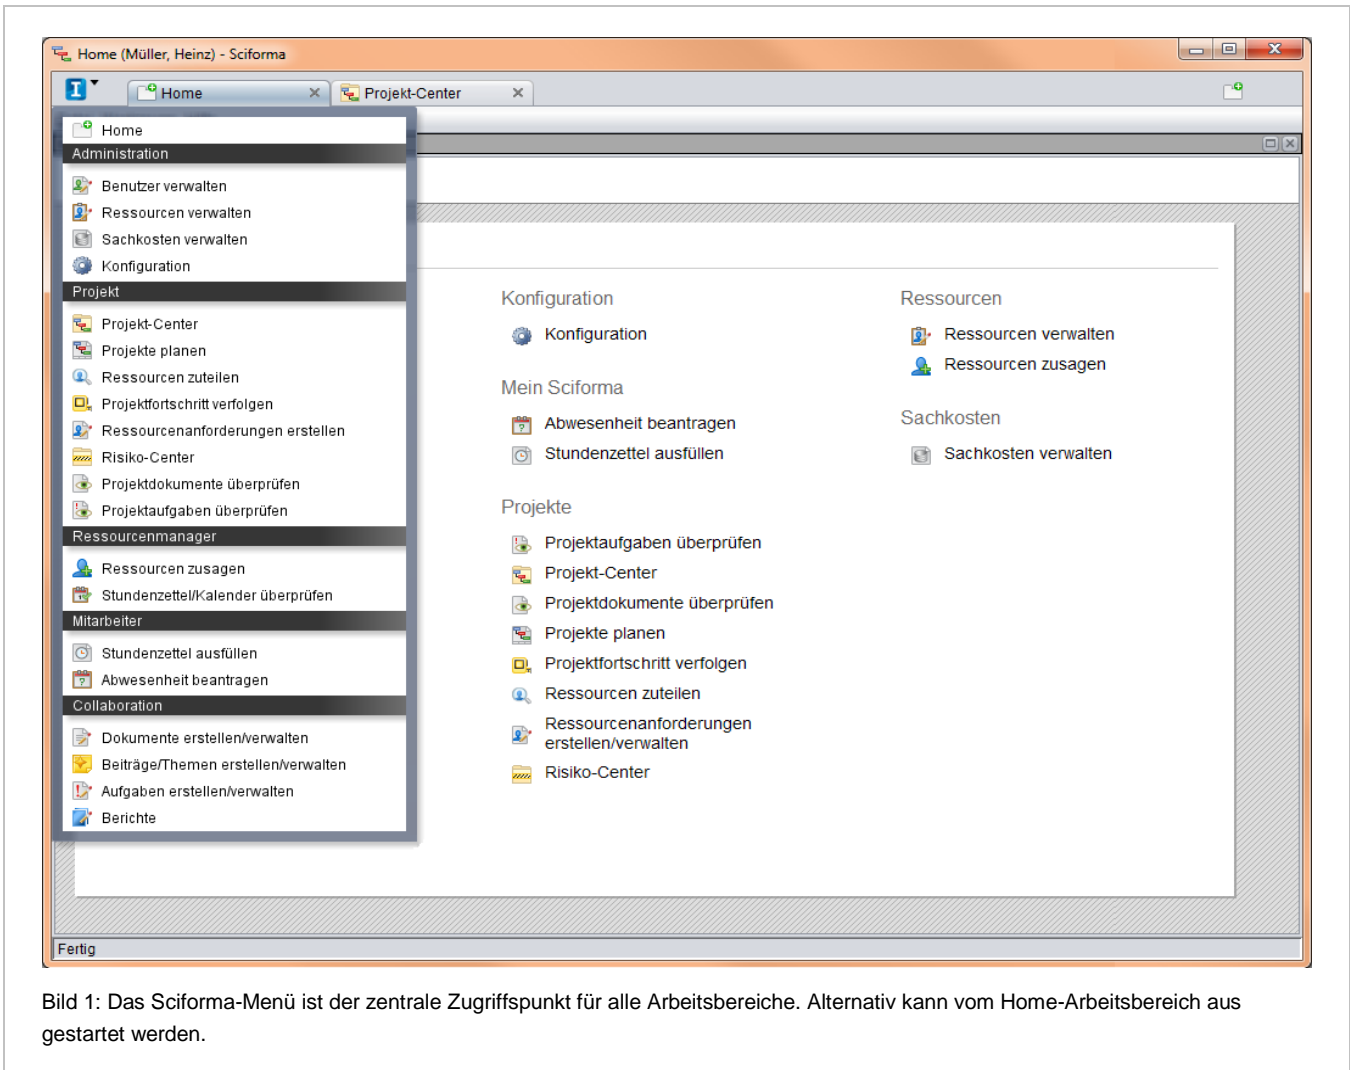 Home (Müller, Heinz) - Sciforma
Home
Projekt-Center
Home
Administration
Benutzer verwalten
Ressourcen verwalten
Sachkosten verwalten
Konfiguration
Projekt
Projekt-Center
Projekte planen
Ressourcen zuteilen
Projektfortschritt verfolgen
Ressourcenanforderungen erstellen
Risiko-Center
Projektdokumente überprüfen
Projektaufgaben überprüfen
Ressourcenmanager
Ressourcen zusagen
Stundenzettel/Kalender überprüfen
Mitarbeiter
Stundenzettel ausfüllen
Abwesenheit beantragen
Collaboration
Dokumente erstellen/verwalten
Beiträge/Themen erstellen/verwalten
Aufgaben erstellen/verwalten
Berichte
Konfiguration
Konfiguration
Mein Sciforma
Abwesenheit beantragen
Stundenzettel ausfüllen
Projekte
Projektaufgaben überprüfen
Projekt-Center
Projektdokumente überprüfen
Projekte planen
Projektfortschritt verfolgen
Ressourcen zuteilen
Ressourcenanforderungen
erstellen/verwalten
Risiko-Center
Ressourcen
Ressourcen verwalten
Ressourcen zusagen
Sachkosten
Sachkosten verwalten
Fertig
Bild 1: Das Sciforma-Menü ist der zentrale Zugriffspunkt für alle Arbeitsbereiche. Alternativ kann vom Home-Arbeitsbereich aus
gestartet werden.